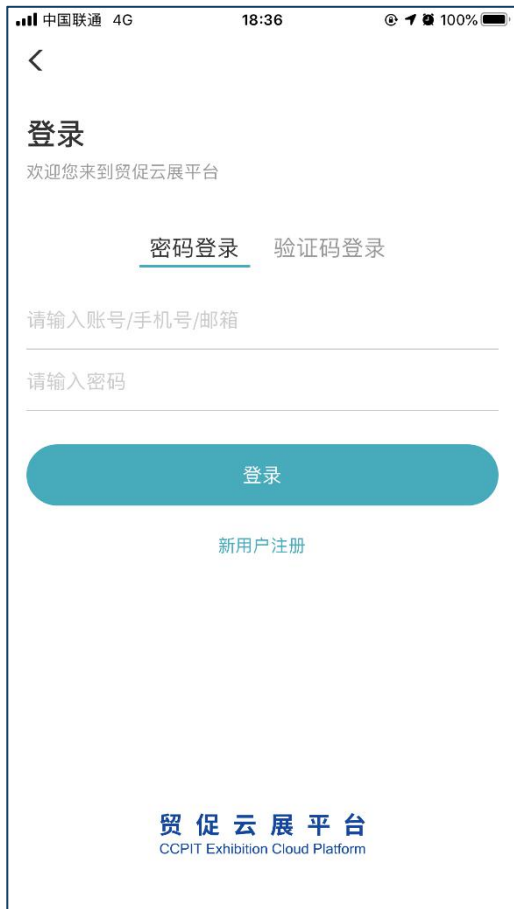 中国联通 4G 18:36 100%
登录
欢迎您来到贸促云展平台
密码登录 验证码登录
请输入账号/手机号/邮箱
请输入密码
登录
新用户注册
贸促云展平台
CCPIT Exhibition Cloud Platform